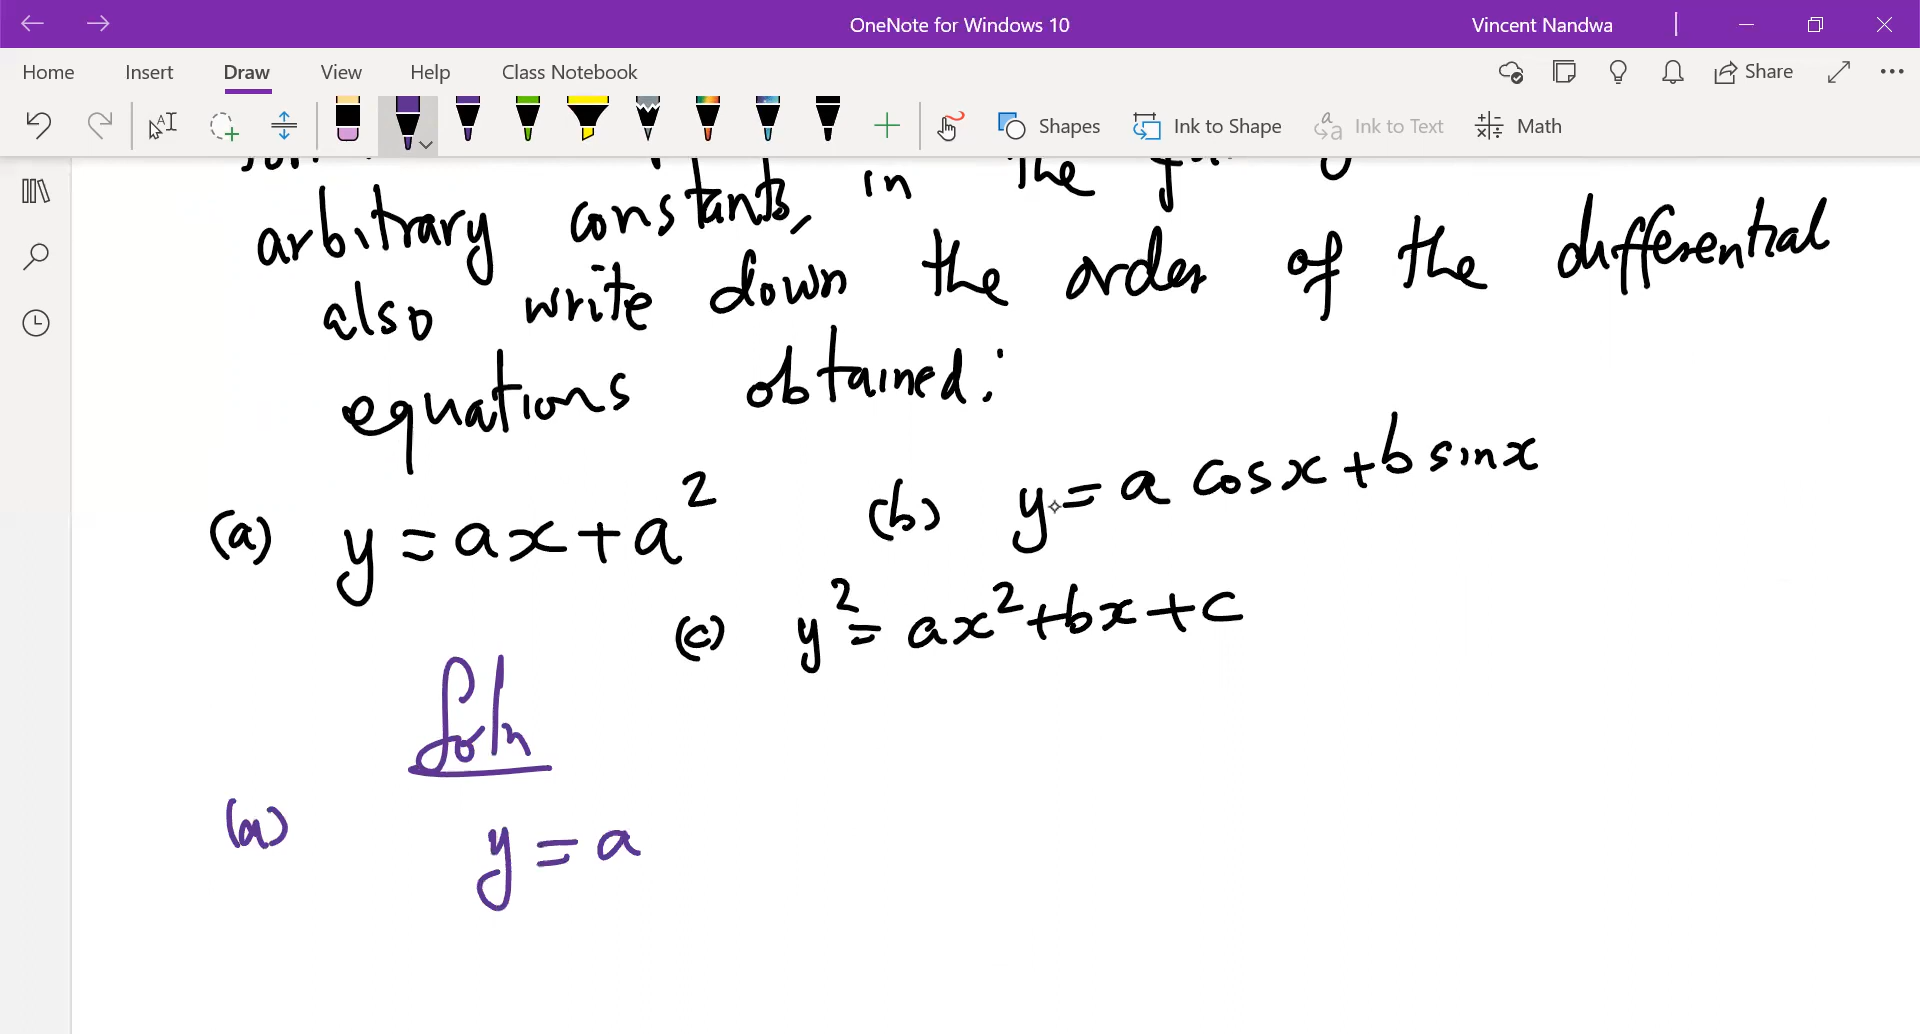 OneNote for Windows 10
Vincent Nandwa
Home Insert Draw View Help Class Notebook
Share
Shapes Ink to Shape Ink to Text Math
in the
arbitrary constants,
also write down the order of the differential
equations obtained:
(a) y = ax + a² (b) y = a cosx + b sinx
(c) y² = ax² + bx + c
Soln
(a) y = a